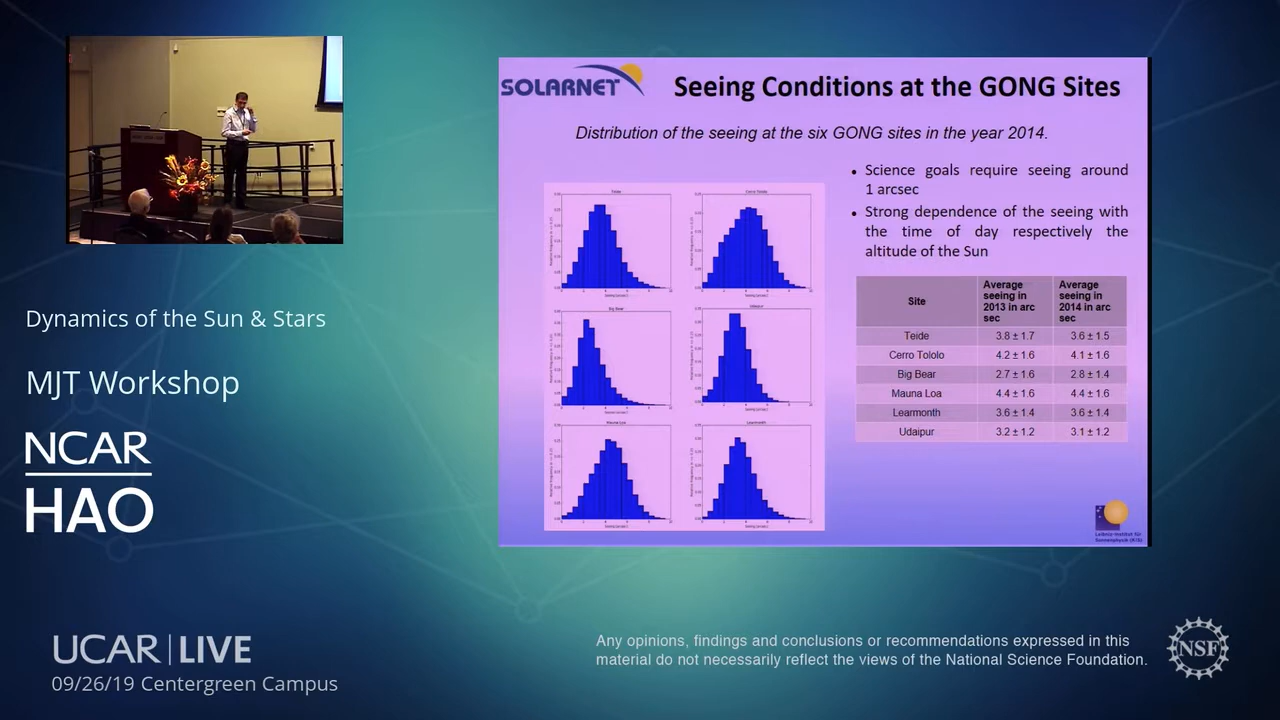 SOLARNET
Seeing Conditions at the GONG Sites
Distribution of the seeing at the six GONG sites in the year 2014.
• Science goals require seeing around
1 arcsec
• Strong dependence of the seeing with
the time of day respectively the
altitude of the Sun
Teide
Cerro Tololo
Big Bear
Udaipur
Mauna Loa
Learmonth
Site Average seeing in 2013 in arc sec Average seeing in 2014 in arc sec
Teide 3.8 ± 1.7 3.6 ± 1.5
Cerro Tololo 4.2 ± 1.6 4.1 ± 1.6
Big Bear 2.7 ± 1.6 2.8 ± 1.4
Mauna Loa 4.4 ± 1.6 4.4 ± 1.6
Learmonth 3.6 ± 1.4 3.6 ± 1.4
Udaipur 3.2 ± 1.2 3.1 ± 1.2
Leibniz-Institut für
Sonnenphysik (KIS)
Dynamics of the Sun & Stars
MJT Workshop
NCAR
HAO
UCAR | LIVE
09/26/19 Centergreen Campus
Any opinions, findings and conclusions or recommendations expressed in this
material do not necessarily reflect the views of the National Science Foundation.
NSF